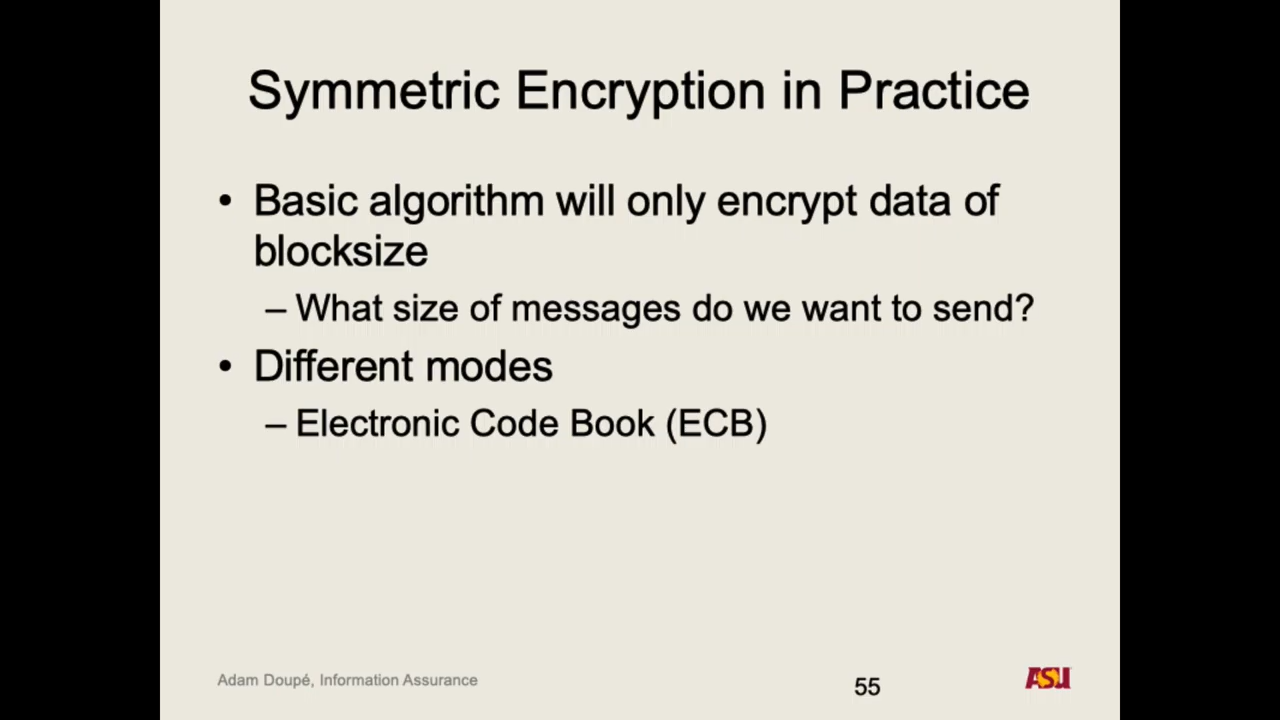 Symmetric Encryption in Practice
• Basic algorithm will only encrypt data of
blocksize
– What size of messages do we want to send?
• Different modes
– Electronic Code Book (ECB)
Adam Doupé, Information Assurance
55
ASU